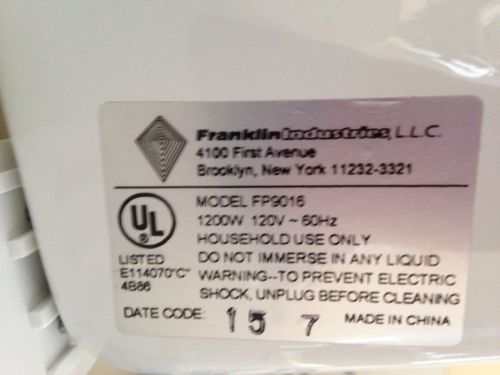 Franklin Industries, L.L.C.
4100 First Avenue
Brooklyn, New York 11232-3321
MODEL FP9016
1200W 120V ~ 60Hz
HOUSEHOLD USE ONLY
DO NOT IMMERSE IN ANY LIQUID
WARNING--TO PREVENT ELECTRIC
SHOCK, UNPLUG BEFORE CLEANING
UL
®
LISTED
E114070"C"
4B86
DATE CODE: 15 7 MADE IN CHINA